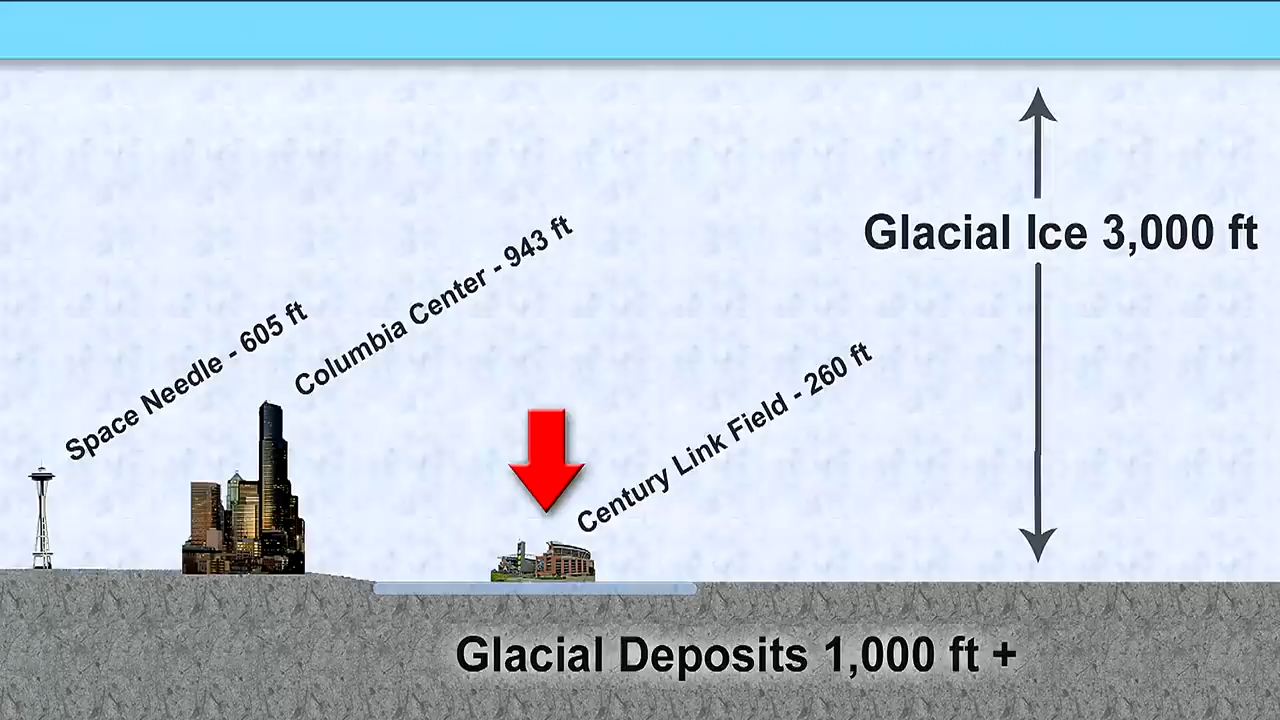 Glacial Ice 3,000 ft
Space Needle - 605 ft
Columbia Center - 943 ft
Century Link Field - 260 ft
Glacial Deposits 1,000 ft +